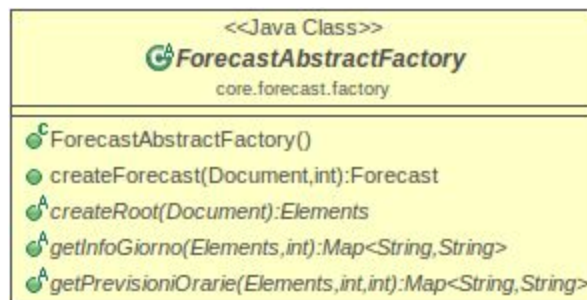 <<Java Class>>
ForecastAbstractFactory
core.forecast.factory
ForecastAbstractFactory()
createForecast(Document,int):Forecast
createRoot(Document):Elements
getInfoGiorno(Elements,int):Map<String,String>
getPrevisioniOrarie(Elements,int,int):Map<String,String>